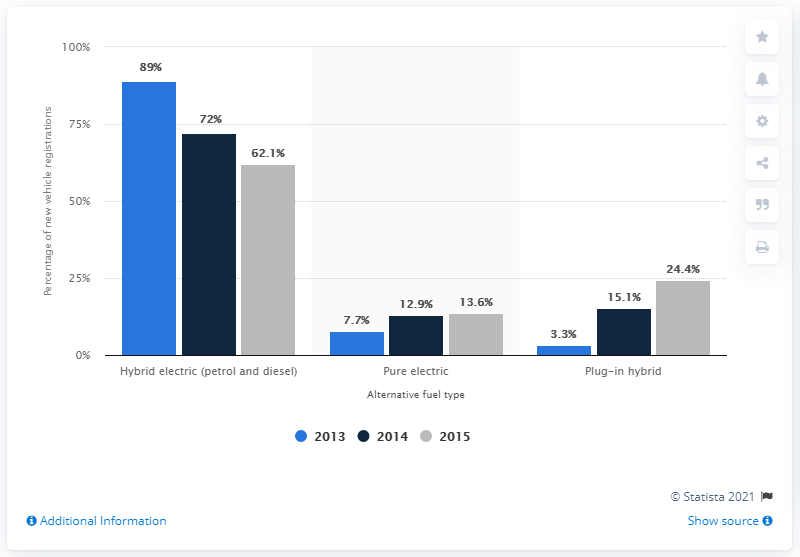 100%
75%
50%
25%
0%
Percentage of new vehicle registrations
89%
72%
62.1%
7.7%
12.9%
13.6%
3.3%
15.1%
24.4%
Hybrid electric (petrol and diesel)
Pure electric
Plug-in hybrid
Alternative fuel type
2013 2014 2015
© Statista 2021
Additional Information
Show source